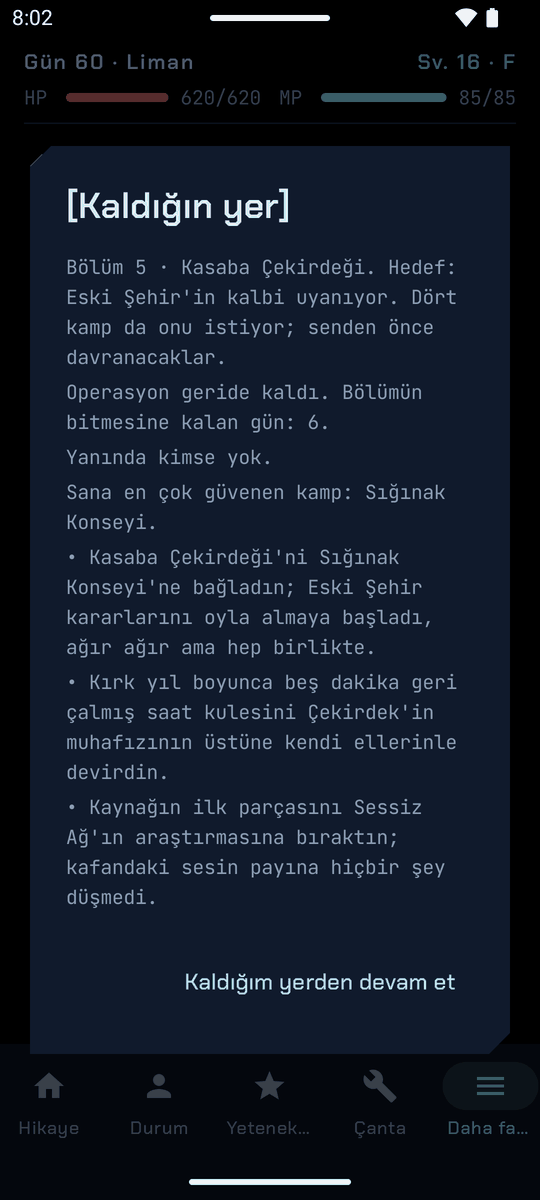 8:02
Gün 60 · Liman
Sv. 16 · F
HP 620/620 MP 85/85
[Kaldığın yer]
Bölüm 5 · Kasaba Çekirdeği. Hedef:
Eski Şehir'in kalbi uyanıyor. Dört
kamp da onu istiyor; senden önce
davranacaklar.
Operasyon geride kaldı. Bölümün
bitmesine kalan gün: 6.
Yanında kimse yok.
Sana en çok güvenen kamp: Sığınak
Konseyi.
• Kasaba Çekirdeği'ni Sığınak
Konseyi'ne bağladın; Eski Şehir
kararlarını oyla almaya başladı,
ağır ağır ama hep birlikte.
• Kırk yıl boyunca beş dakika geri
çalmış saat kulesini Çekirdek'in
muhafızının üstüne kendi ellerinle
devirdin.
• Kaynağın ilk parçasını Sessiz
Ağ'ın araştırmasına bıraktın;
kafandaki sesin payına hiçbir şey
düşmedi.
Kaldığım yerden devam et
Hikaye
Durum
Yetenek...
Çanta
Daha fa...